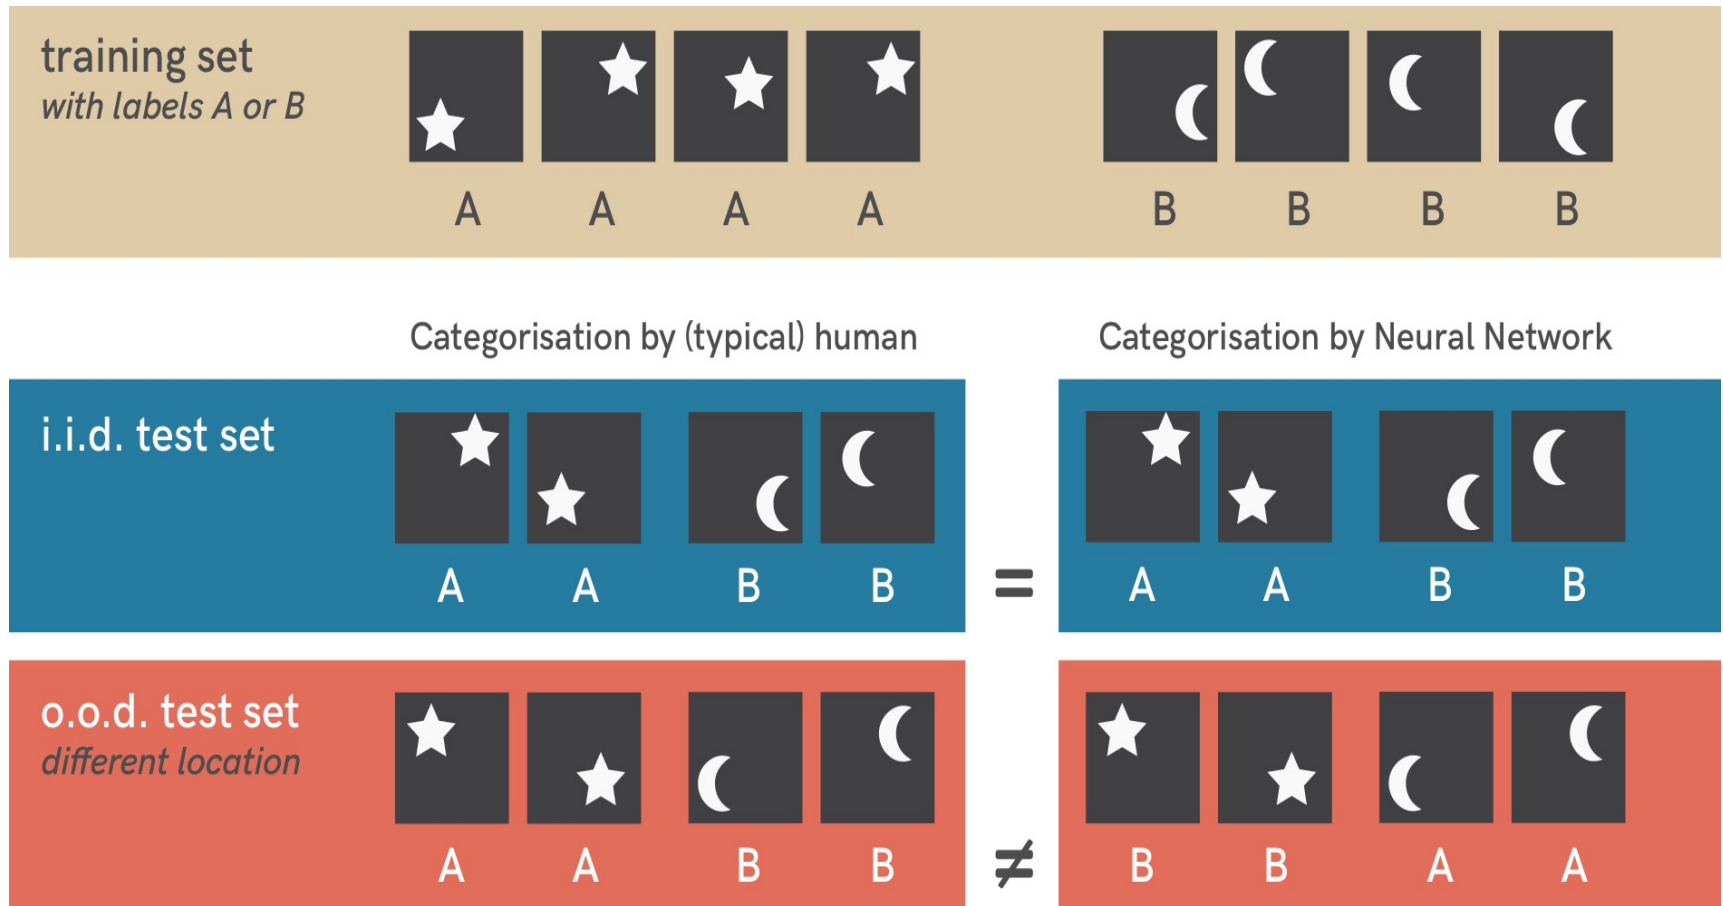 training set
with labels A or B
A A A A B B B B
Categorisation by (typical) human
Categorisation by Neural Network
i.i.d. test set
A A B B = A A B B
o.o.d. test set
different location
A A B B ≠ B B A A